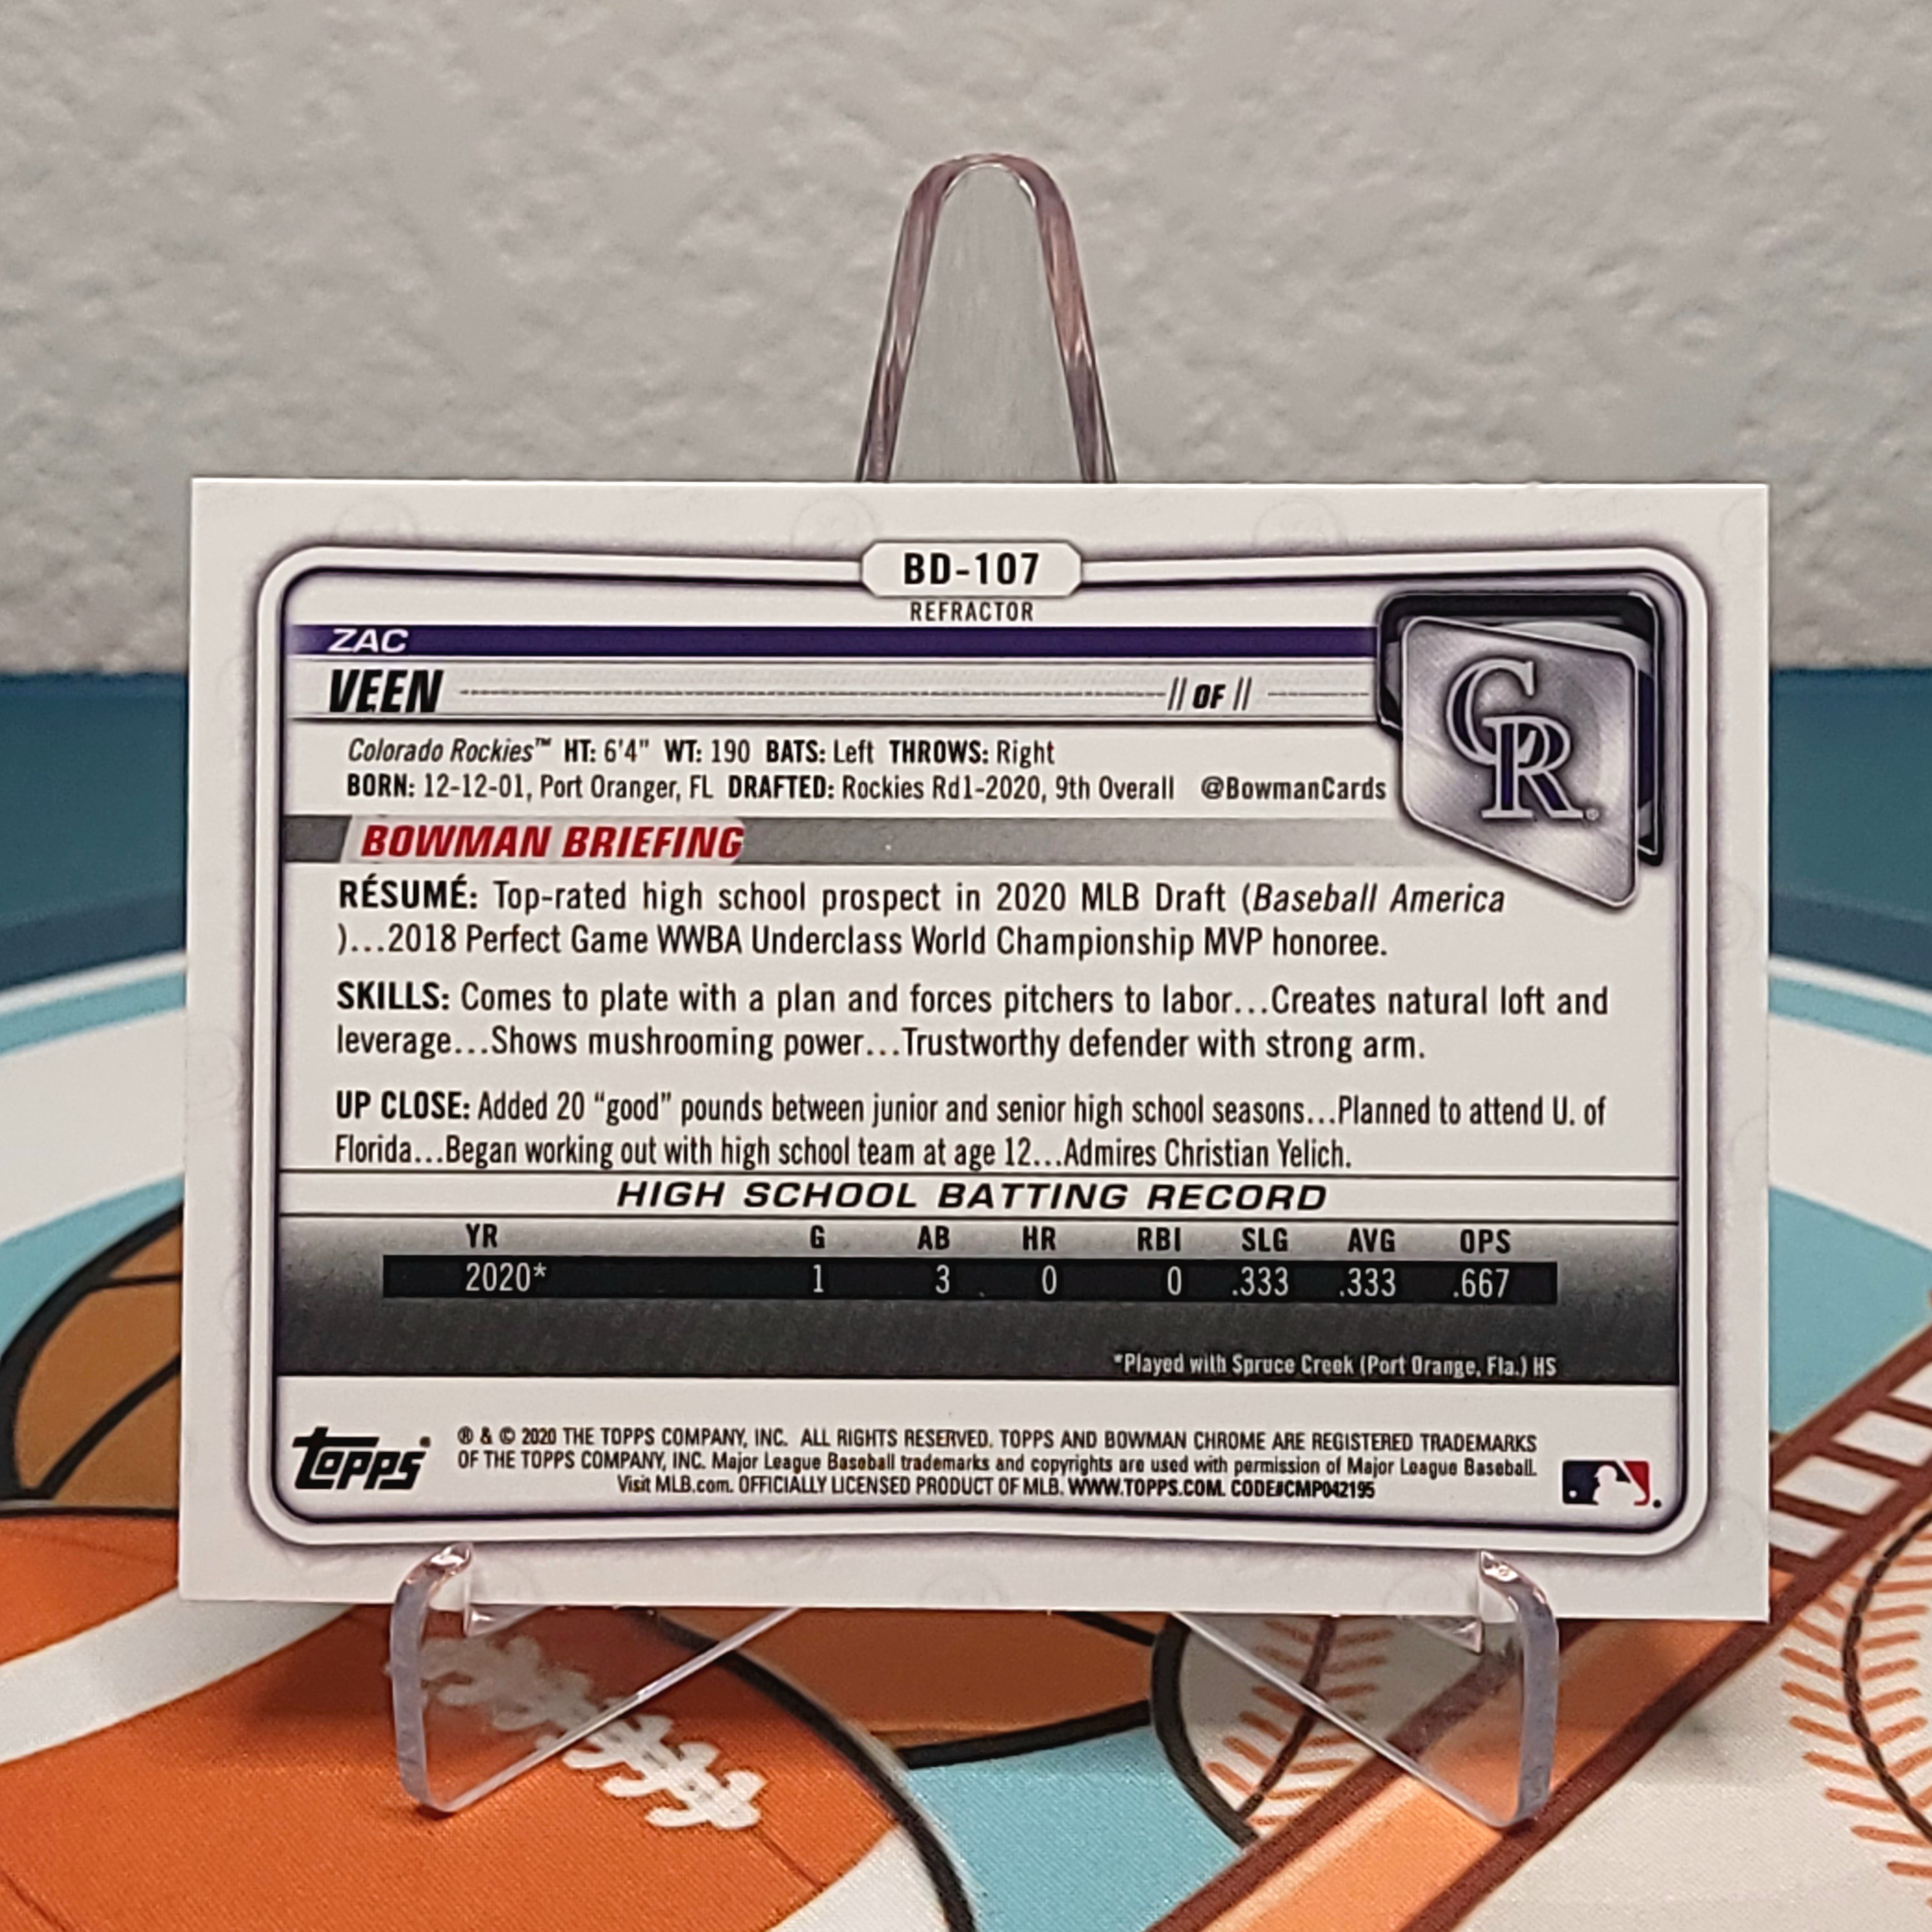 BD-107
REFRACTOR
ZAC
VEEN // OF //
Colorado Rockies™ HT: 6'4" WT: 190 BATS: Left THROWS: Right
BORN: 12-12-01, Port Oranger, FL DRAFTED: Rockies Rd1-2020, 9th Overall @BowmanCards
CR®
BOWMAN BRIEFING
RÉSUMÉ: Top-rated high school prospect in 2020 MLB Draft (Baseball America
)...2018 Perfect Game WWBA Underclass World Championship MVP honoree.
SKILLS: Comes to plate with a plan and forces pitchers to labor...Creates natural loft and
leverage...Shows mushrooming power...Trustworthy defender with strong arm.
UP CLOSE: Added 20 “good” pounds between junior and senior high school seasons...Planned to attend U. of
Florida...Began working out with high school team at age 12...Admires Christian Yelich.
HIGH SCHOOL BATTING RECORD
YR G AB HR RBI SLG AVG OPS
2020* 1 3 0 0 .333 .333 .667
*Played with Spruce Creek (Port Orange, Fla.) HS
topps®
® & © 2020 THE TOPPS COMPANY, INC. ALL RIGHTS RESERVED. TOPPS AND BOWMAN CHROME ARE REGISTERED TRADEMARKS
OF THE TOPPS COMPANY, INC. Major League Baseball trademarks and copyrights are used with permission of Major League Baseball.
Visit MLB.com. OFFICIALLY LICENSED PRODUCT OF MLB. WWW.TOPPS.COM. CODE#CMP042195